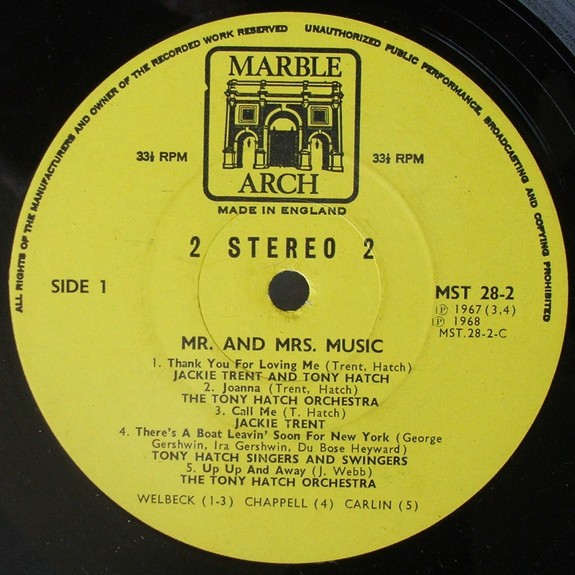 ALL RIGHTS OF THE MANUFACTURERS AND OWNER OF THE RECORDED WORK RESERVED UNAUTHORIZED PUBLIC PERFORMANCE, BROADCASTING AND COPYING PROHIBITED
MARBLE
ARCH
33⅓ RPM 33⅓ RPM
MADE IN ENGLAND
2 STEREO 2
SIDE 1
MST 28-2
Ⓟ 1967 (3,4)
Ⓟ 1968
MST.28-2-C
MR. AND MRS. MUSIC
1. Thank You For Loving Me (Trent, Hatch)
JACKIE TRENT AND TONY HATCH
2. Joanna (Trent, Hatch)
THE TONY HATCH ORCHESTRA
3. Call Me (T. Hatch)
JACKIE TRENT
4. There's A Boat Leavin' Soon For New York (George
Gershwin, Ira Gershwin, Du Bose Heyward)
TONY HATCH SINGERS AND SWINGERS
5. Up Up And Away (J. Webb)
THE TONY HATCH ORCHESTRA
WELBECK (1-3) CHAPPELL (4) CARLIN (5)